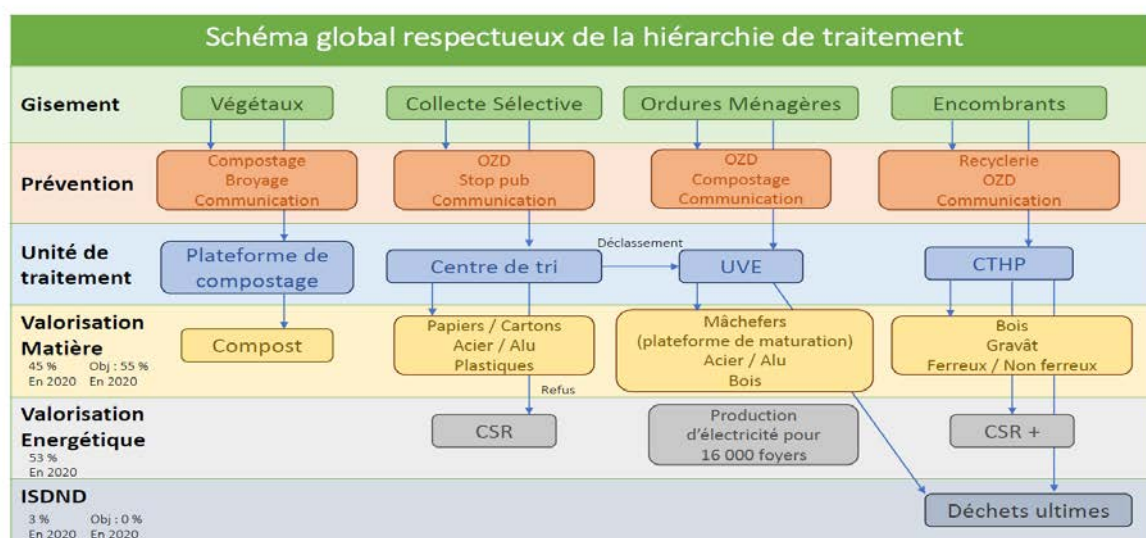 Schéma global respectueux de la hiérarchie de traitement
Gisement
Végétaux
Collecte Sélective
Ordures Ménagères
Encombrants
Prévention
Compostage
Broyage
Communication
OZD
Stop pub
Communication
OZD
Compostage
Communication
Recyclerie
OZD
Communication
Unité de
traitement
Plateforme de
compostage
Centre de tri
Déclassement
UVE
CTHP
Valorisation
Matière
45 % Obj : 55 %
En 2020 En 2020
Compost
Papiers / Cartons
Acier / Alu
Plastiques
Mâchefers
(plateforme de maturation)
Acier / Alu
Bois
Bois
Gravât
Ferreux / Non ferreux
Refus
Valorisation
Energétique
53 %
En 2020
CSR
Production
d'électricité pour
16 000 foyers
CSR +
ISDND
3 % Obj : 0 %
En 2020 En 2020
Déchets ultimes